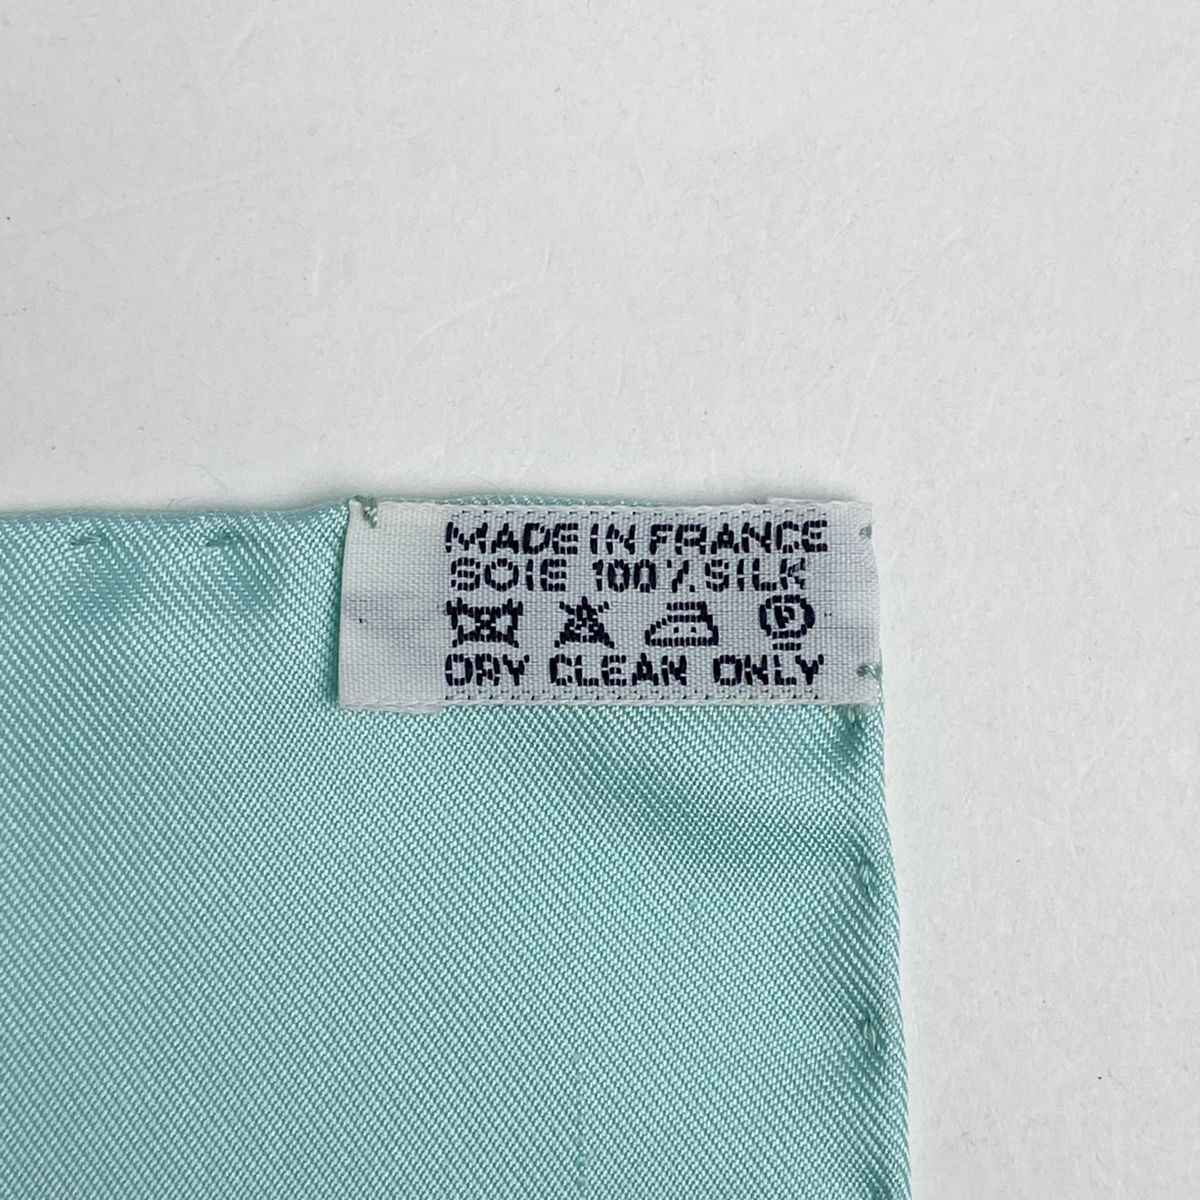 MADE IN FRANCE
SOIE 100% SILK
P
DRY CLEAN ONLY